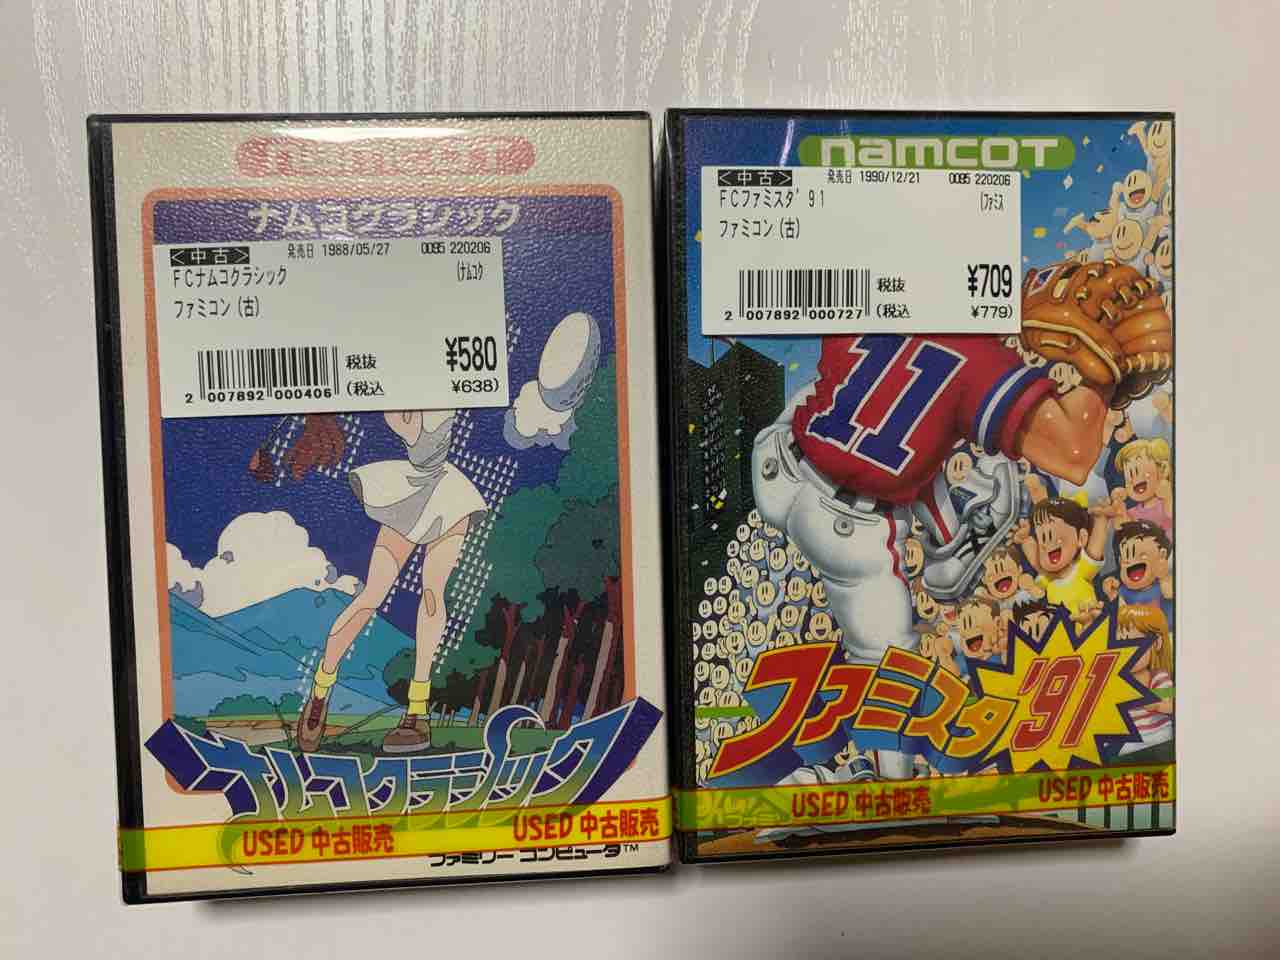 ナムコクラシック
<中古> 発売日 1988/05/27 0095 220206
FCナムコクラシック (ナムコク
ファミコン(古)
税抜 ¥580
2 007892 000406 (税込 ¥638)
ナムコクラシック
USED 中古販売 USED 中古販売
ファミリー コンピュータ™
namcot
<中古> 発売日 1990/12/21 0095 220206
FCファミスタ'91 (ファミス
ファミコン(古)
税抜 ¥709
2 007892 000727 (税込 ¥779)
11
ファミスタ'91
USED 中古販売 USED 中古販売